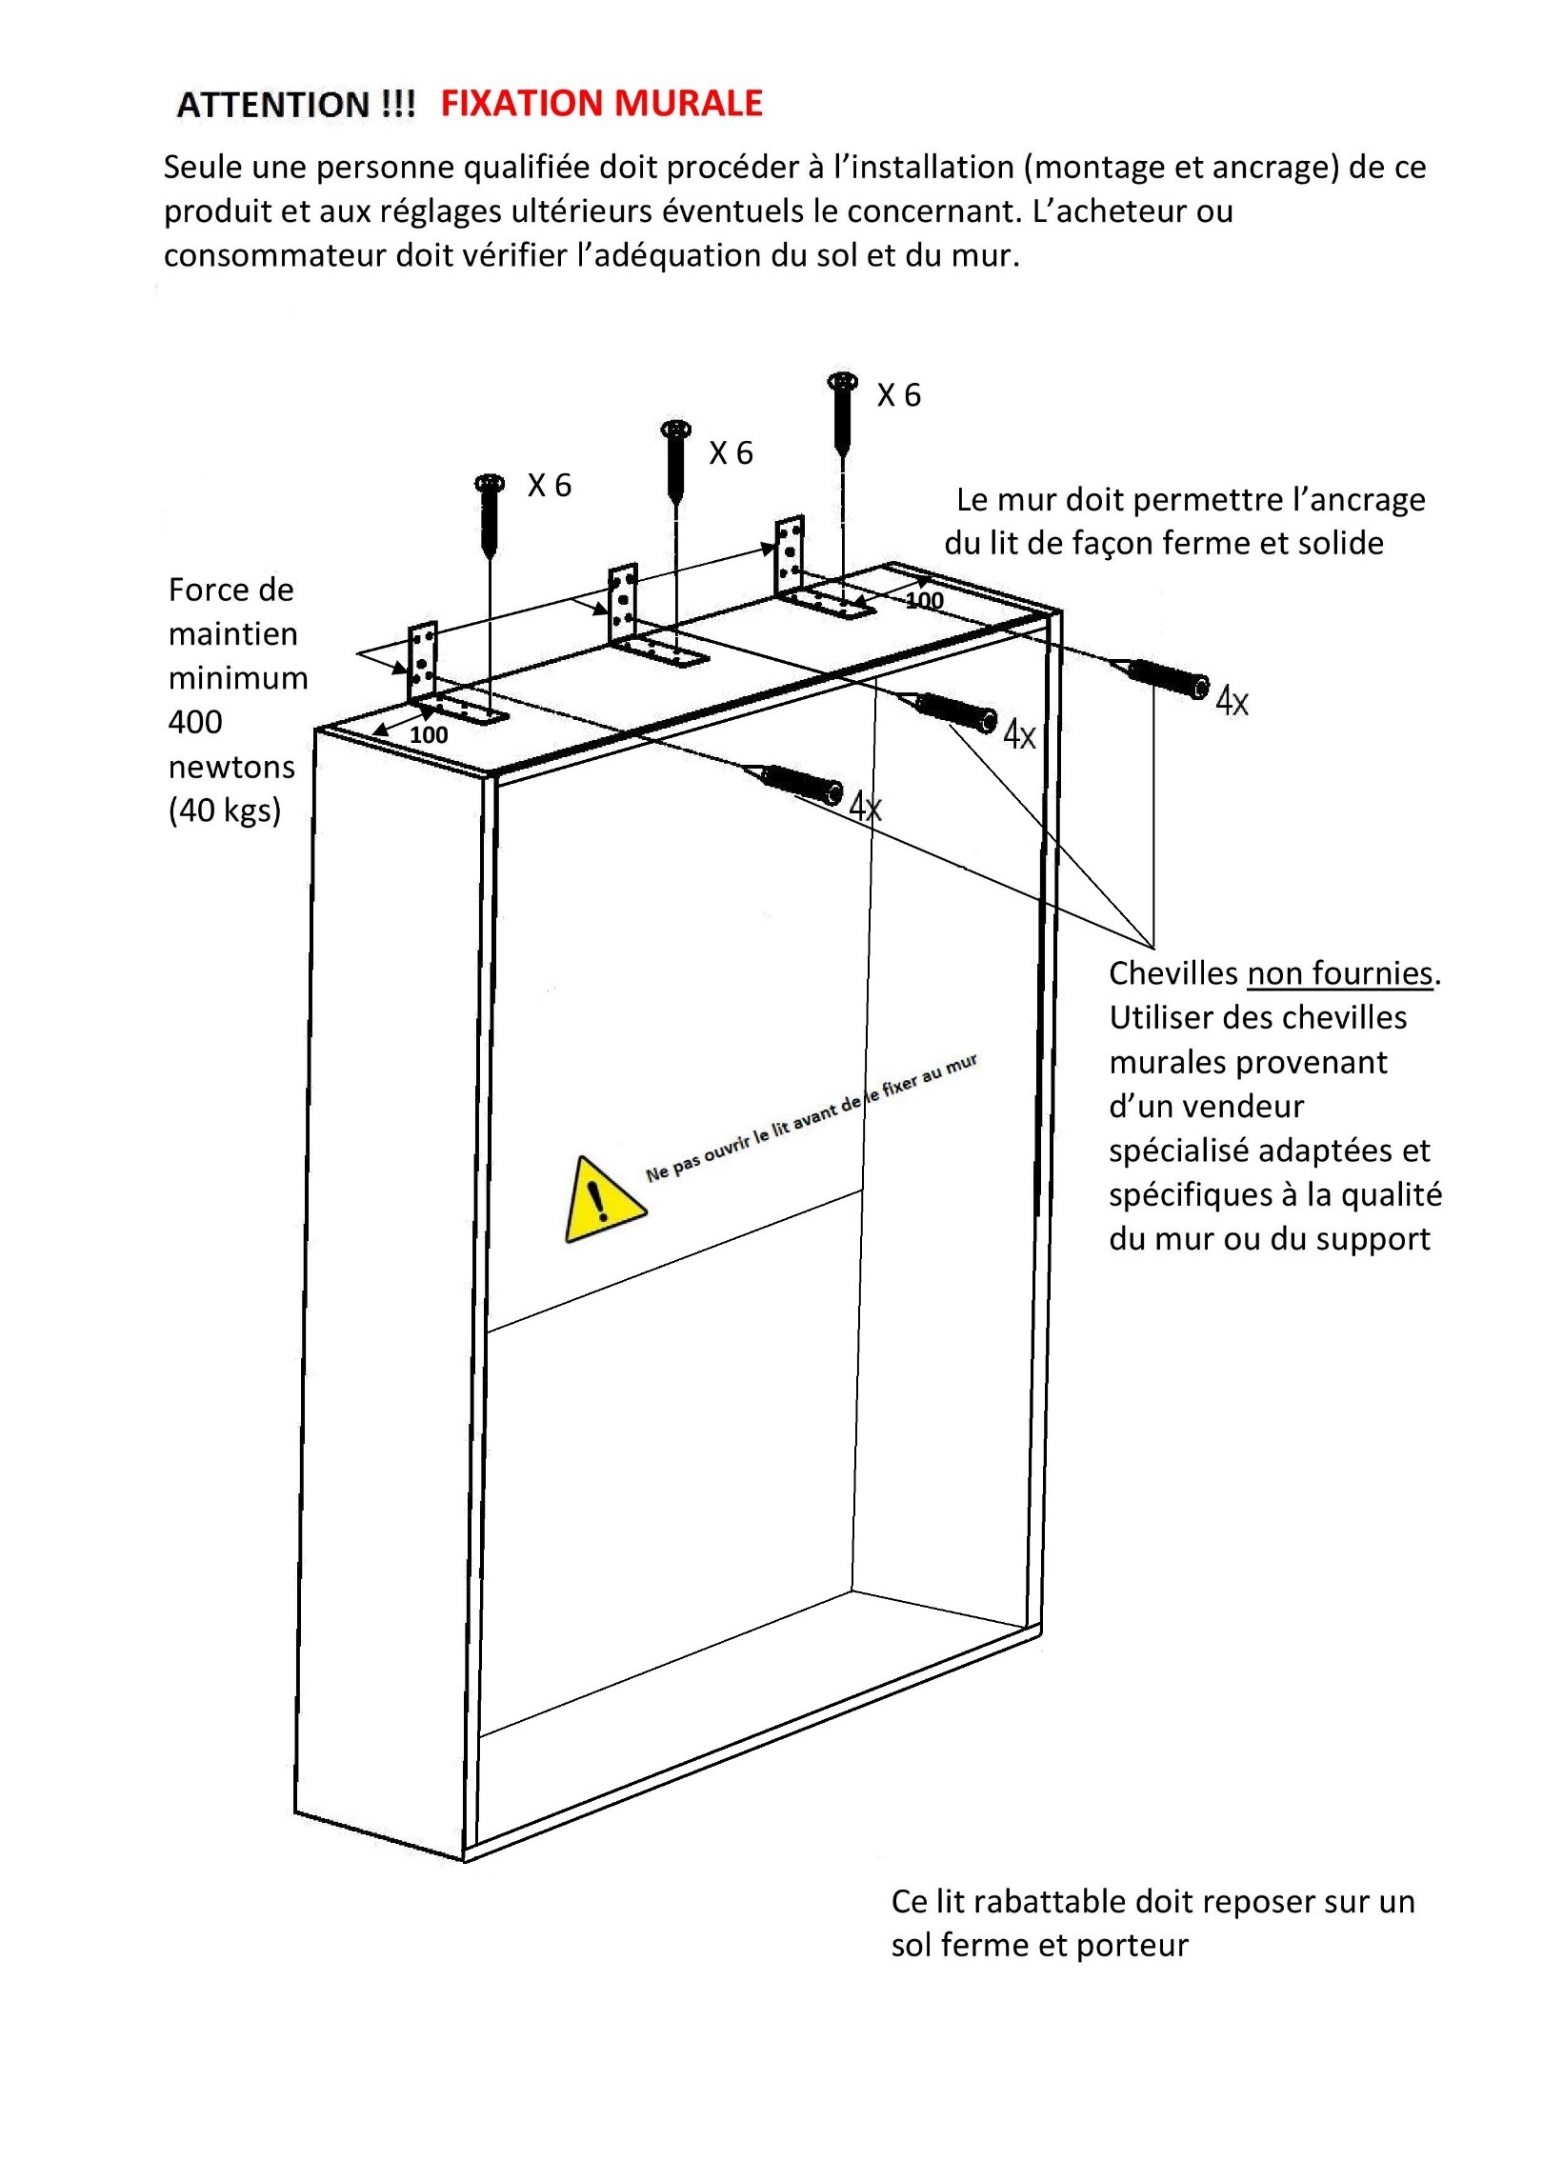 ATTENTION !!! FIXATION MURALE
Seule une personne qualifiée doit procéder à l’installation (montage et ancrage) de ce
produit et aux réglages ultérieurs éventuels le concernant. L’acheteur ou
consommateur doit vérifier l’adéquation du sol et du mur.
X 6
X 6
X 6
Le mur doit permettre l’ancrage
du lit de façon ferme et solide
Force de
maintien
minimum
400
newtons
(40 kgs)
100
100
4x
4x
4x
Chevilles non fournies.
Utiliser des chevilles
murales provenant
d’un vendeur
spécialisé adaptées et
spécifiques à la qualité
du mur ou du support
Ne pas ouvrir le lit avant de le fixer au mur
Ce lit rabattable doit reposer sur un
sol ferme et porteur